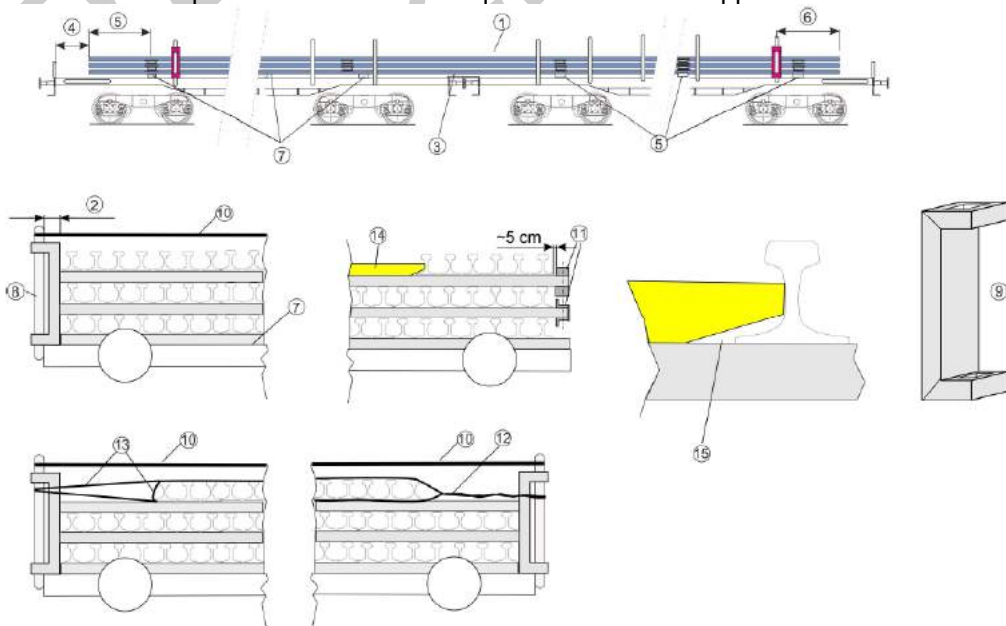 ① 
④ ⑤ ⑥
⑦ ③ ⑤
② ⑩
⑧ ⑦
⑭ ~5 cm ⑪
⑮
⑨
⑬ ⑩ ⑩ ⑫